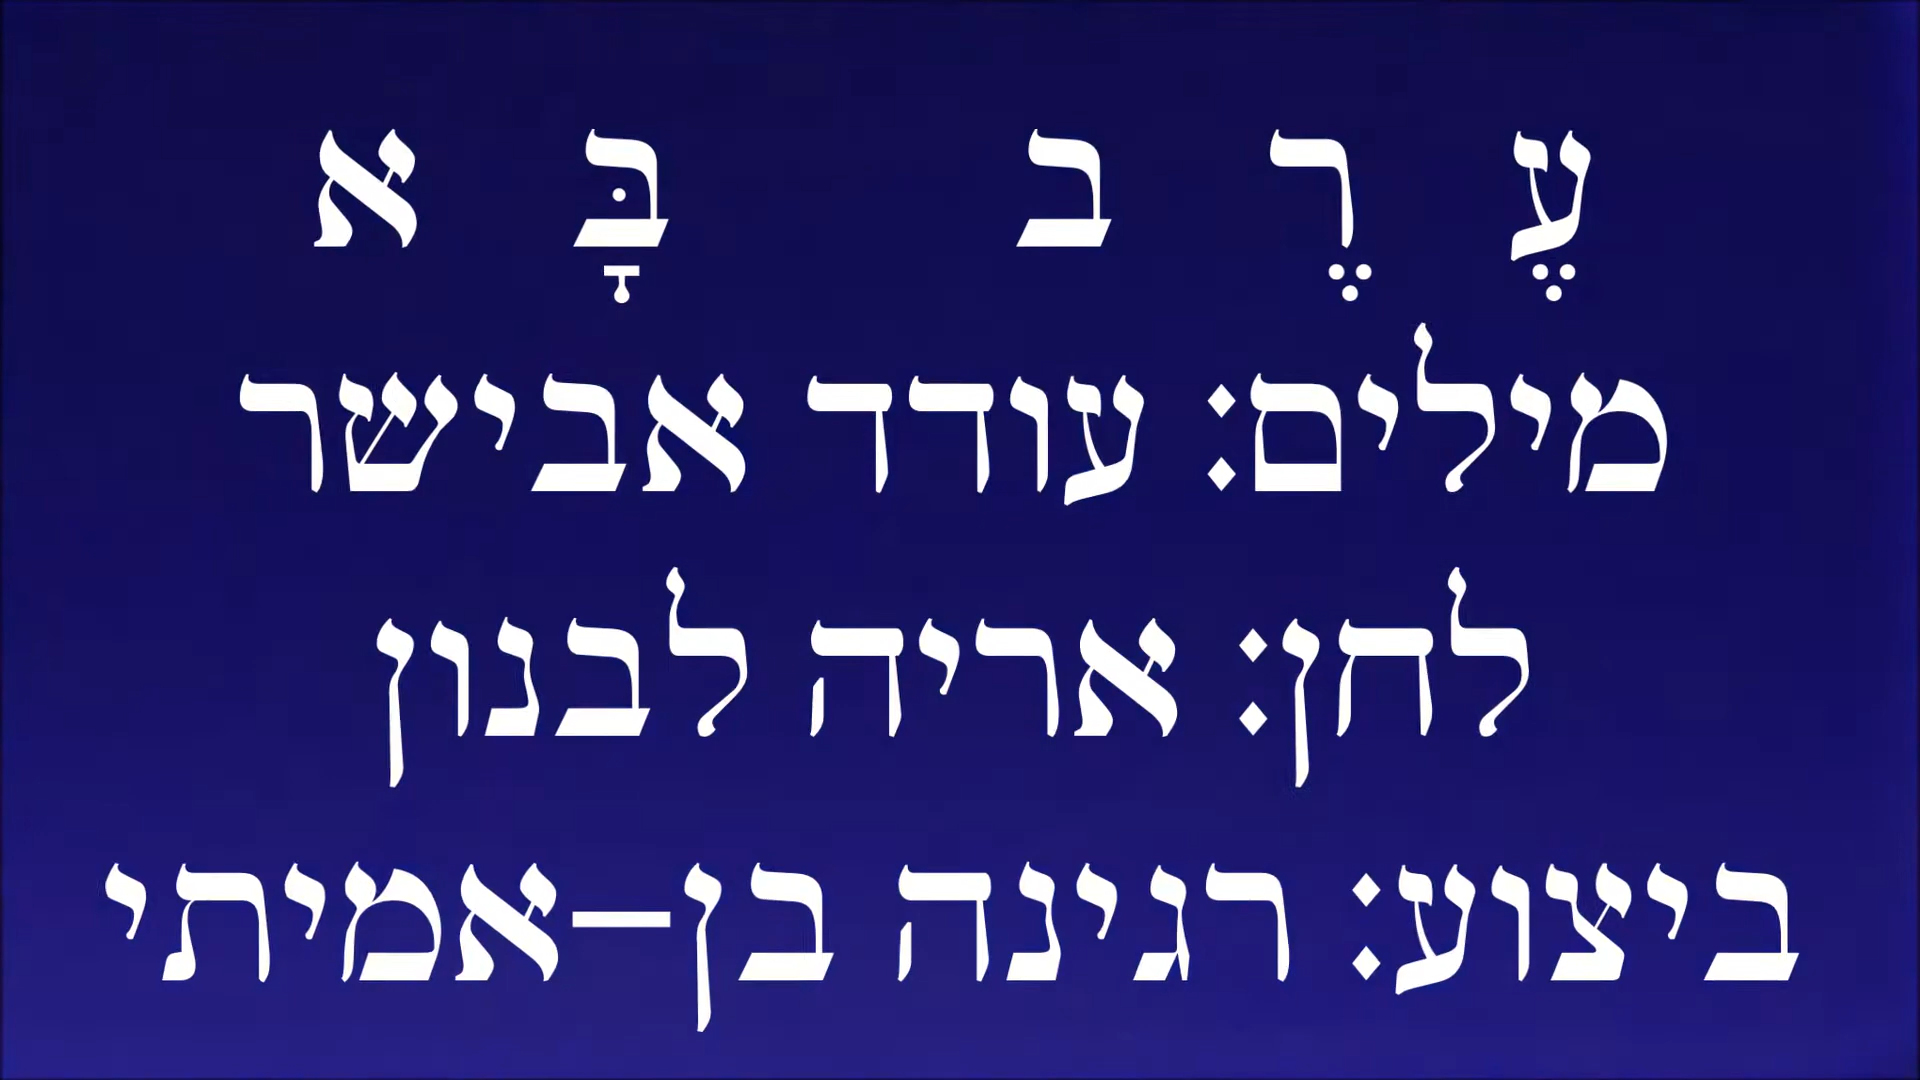 עֶרֶב בָּא
מילים: עודד אבישר
לחן: אריה לבנון
ביצוע: רגינה בן-אמיתי